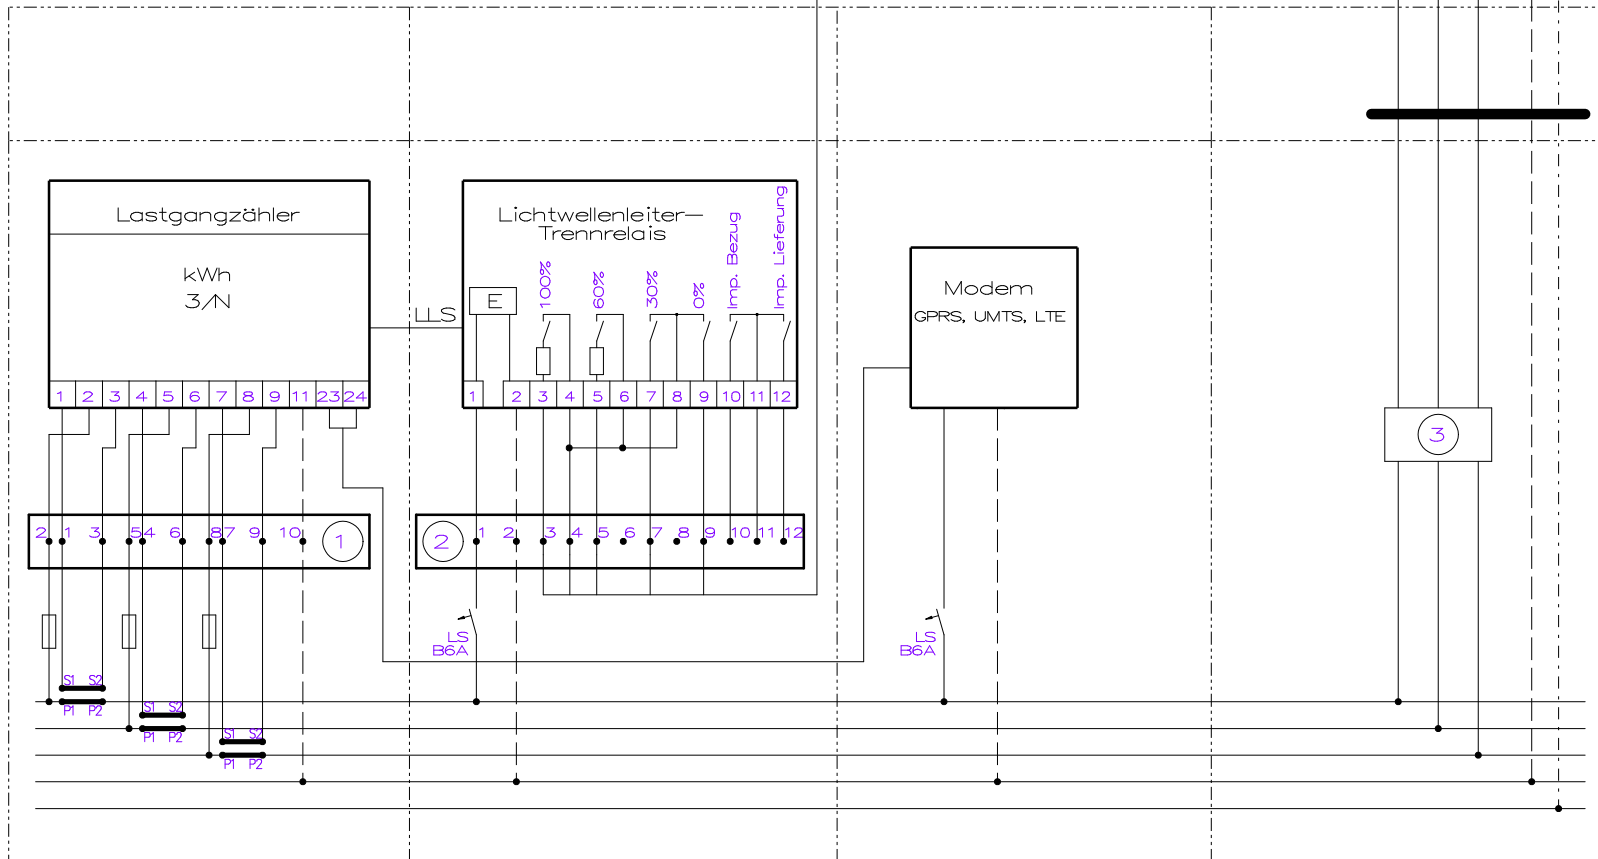 Lastgangzähler
kWh
3/N
1 2 3 4 5 6 7 8 9 11 23 24
LLS
Lichtwellenleiter-
Trennrelais
E
100%
60%
30%
0%
Imp. Bezug
Imp. Lieferung
1 2 3 4 5 6 7 8 9 10 11 12
Modem
GPRS, UMTS, LTE
3
2 1 3 5 4 6 8 7 9 10 1
2 1 2 3 4 5 6 7 8 9 10 11 12
LS
B6A
LS
B6A
S1 S2
P1 P2
S1 S2
P1 P2
S1 S2
P1 P2